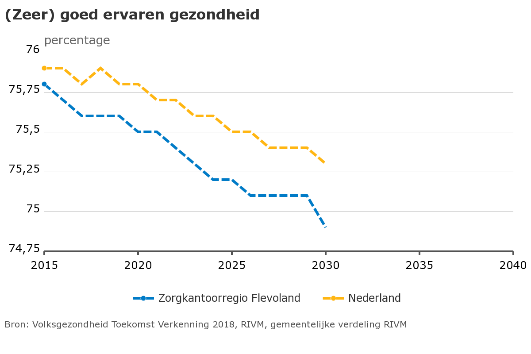 (Zeer) goed ervaren gezondheid
percentage
76
75,75
75,5
75,25
75
74,75
2015 2020 2025 2030 2035 2040
Zorgkantoorregio Flevoland Nederland
Bron: Volksgezondheid Toekomst Verkenning 2018, RIVM, gemeentelijke verdeling RIVM